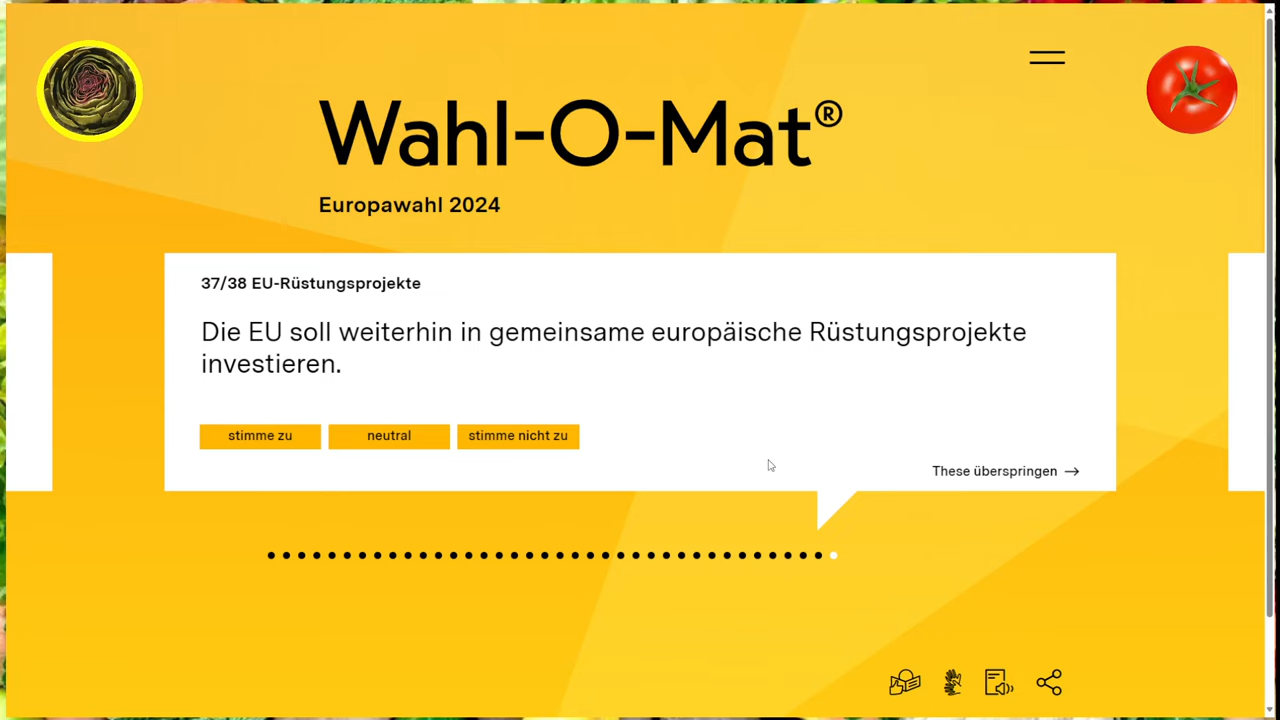 Wahl-O-Mat®
Europawahl 2024
37/38 EU-Rüstungsprojekte
Die EU soll weiterhin in gemeinsame europäische Rüstungsprojekte
investieren.
stimme zu
neutral
stimme nicht zu
These überspringen →